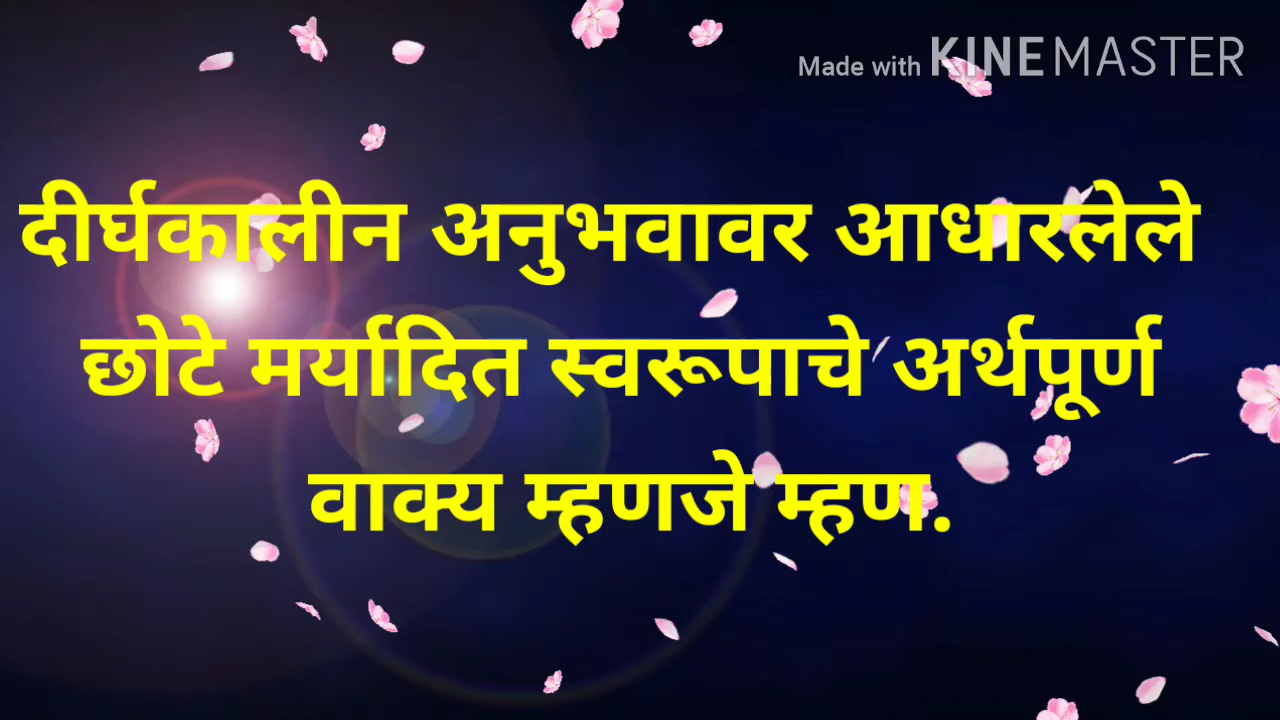 Made with KINEMASTER
दीर्घकालीन अनुभवावर आधारलेले
छोटे मर्यादित स्वरूपाचे अर्थपूर्ण
वाक्य म्हणजे म्हण.